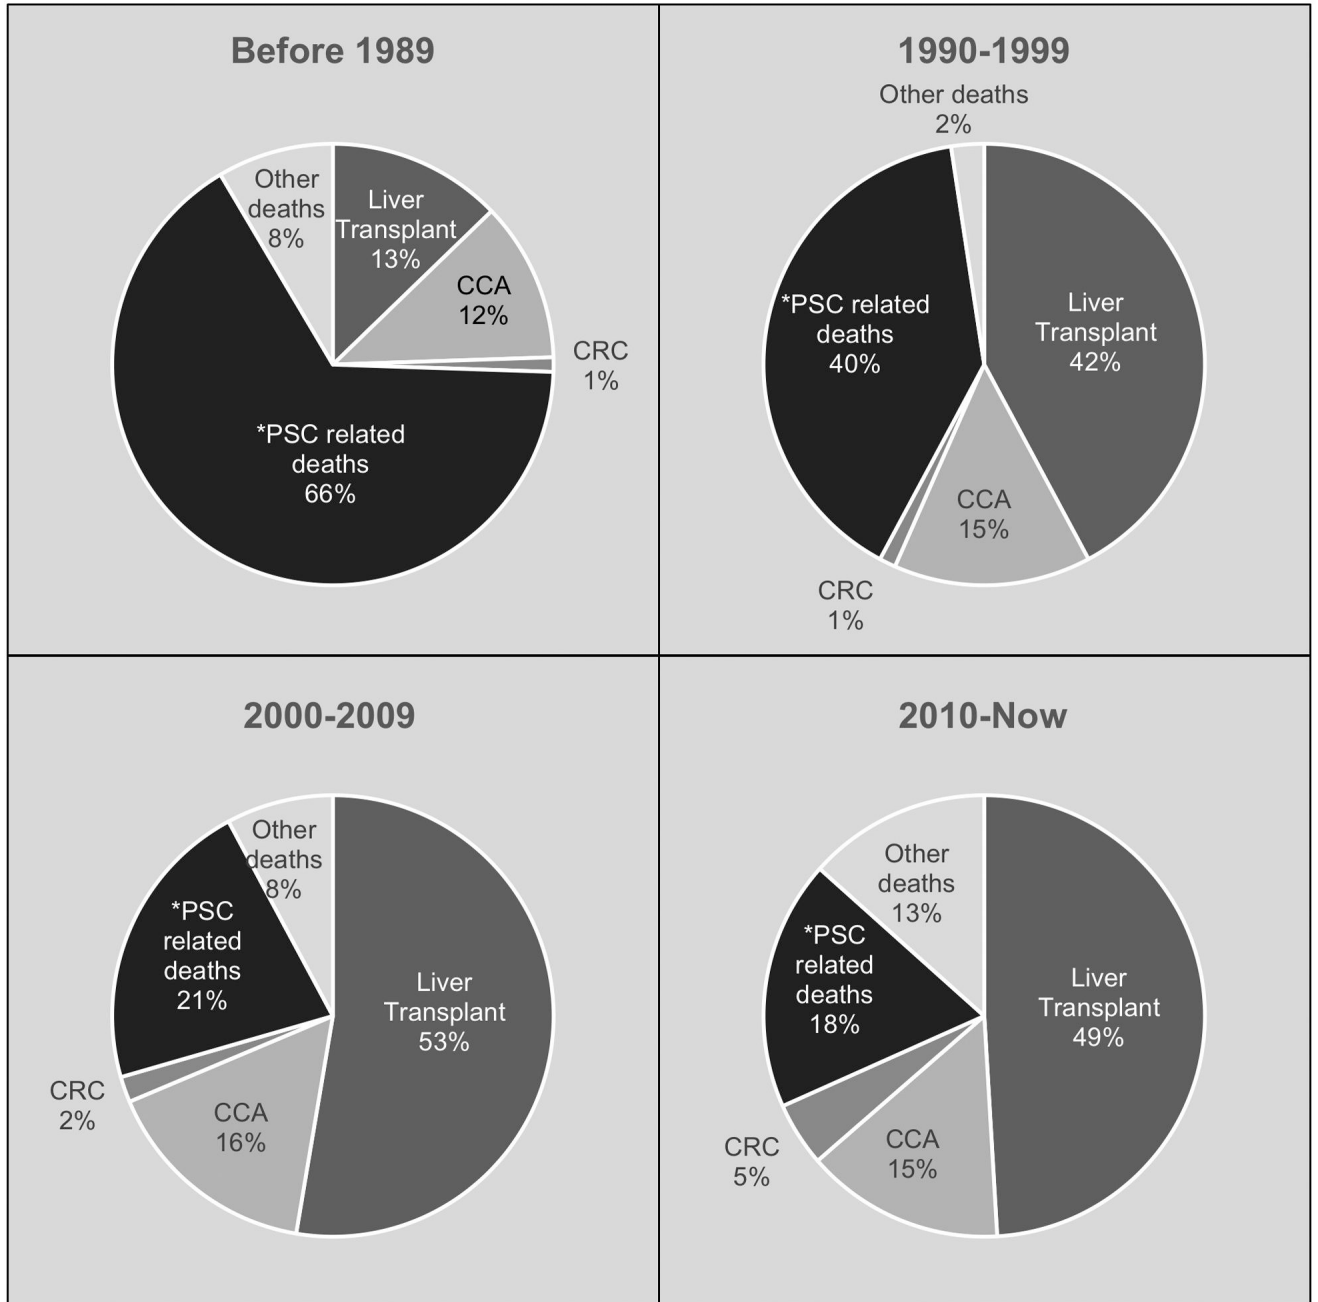 Before 1989
Other
deaths
8%
Liver
Transplant
13%
CCA
12%
CRC
1%
*PSC related
deaths
66%
1990-1999
Other deaths
2%
*PSC related
deaths
40%
Liver
Transplant
42%
CCA
15%
CRC
1%
2000-2009
Other
deaths
8%
*PSC
related
deaths
21%
Liver
Transplant
53%
CRC
2%
CCA
16%
2010-Now
Other
deaths
13%
*PSC
related
deaths
18%
Liver
Transplant
49%
CRC
5%
CCA
15%